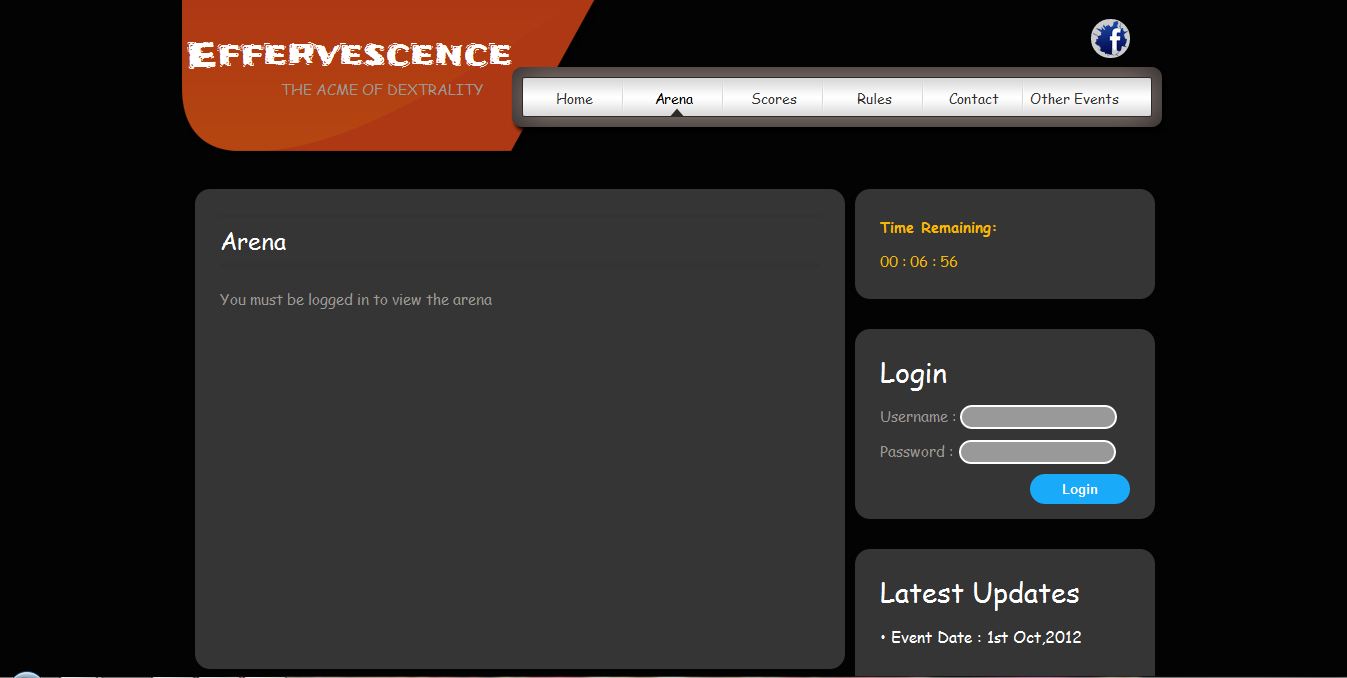 EFFERVESCENCE
THE ACME OF DEXTRALITY
f
Home Arena Scores Rules Contact Other Events
Arena
You must be logged in to view the arena
Time Remaining:
00 : 06 : 56
Login
Username :
Password :
Login
Latest Updates
• Event Date : 1st Oct,2012